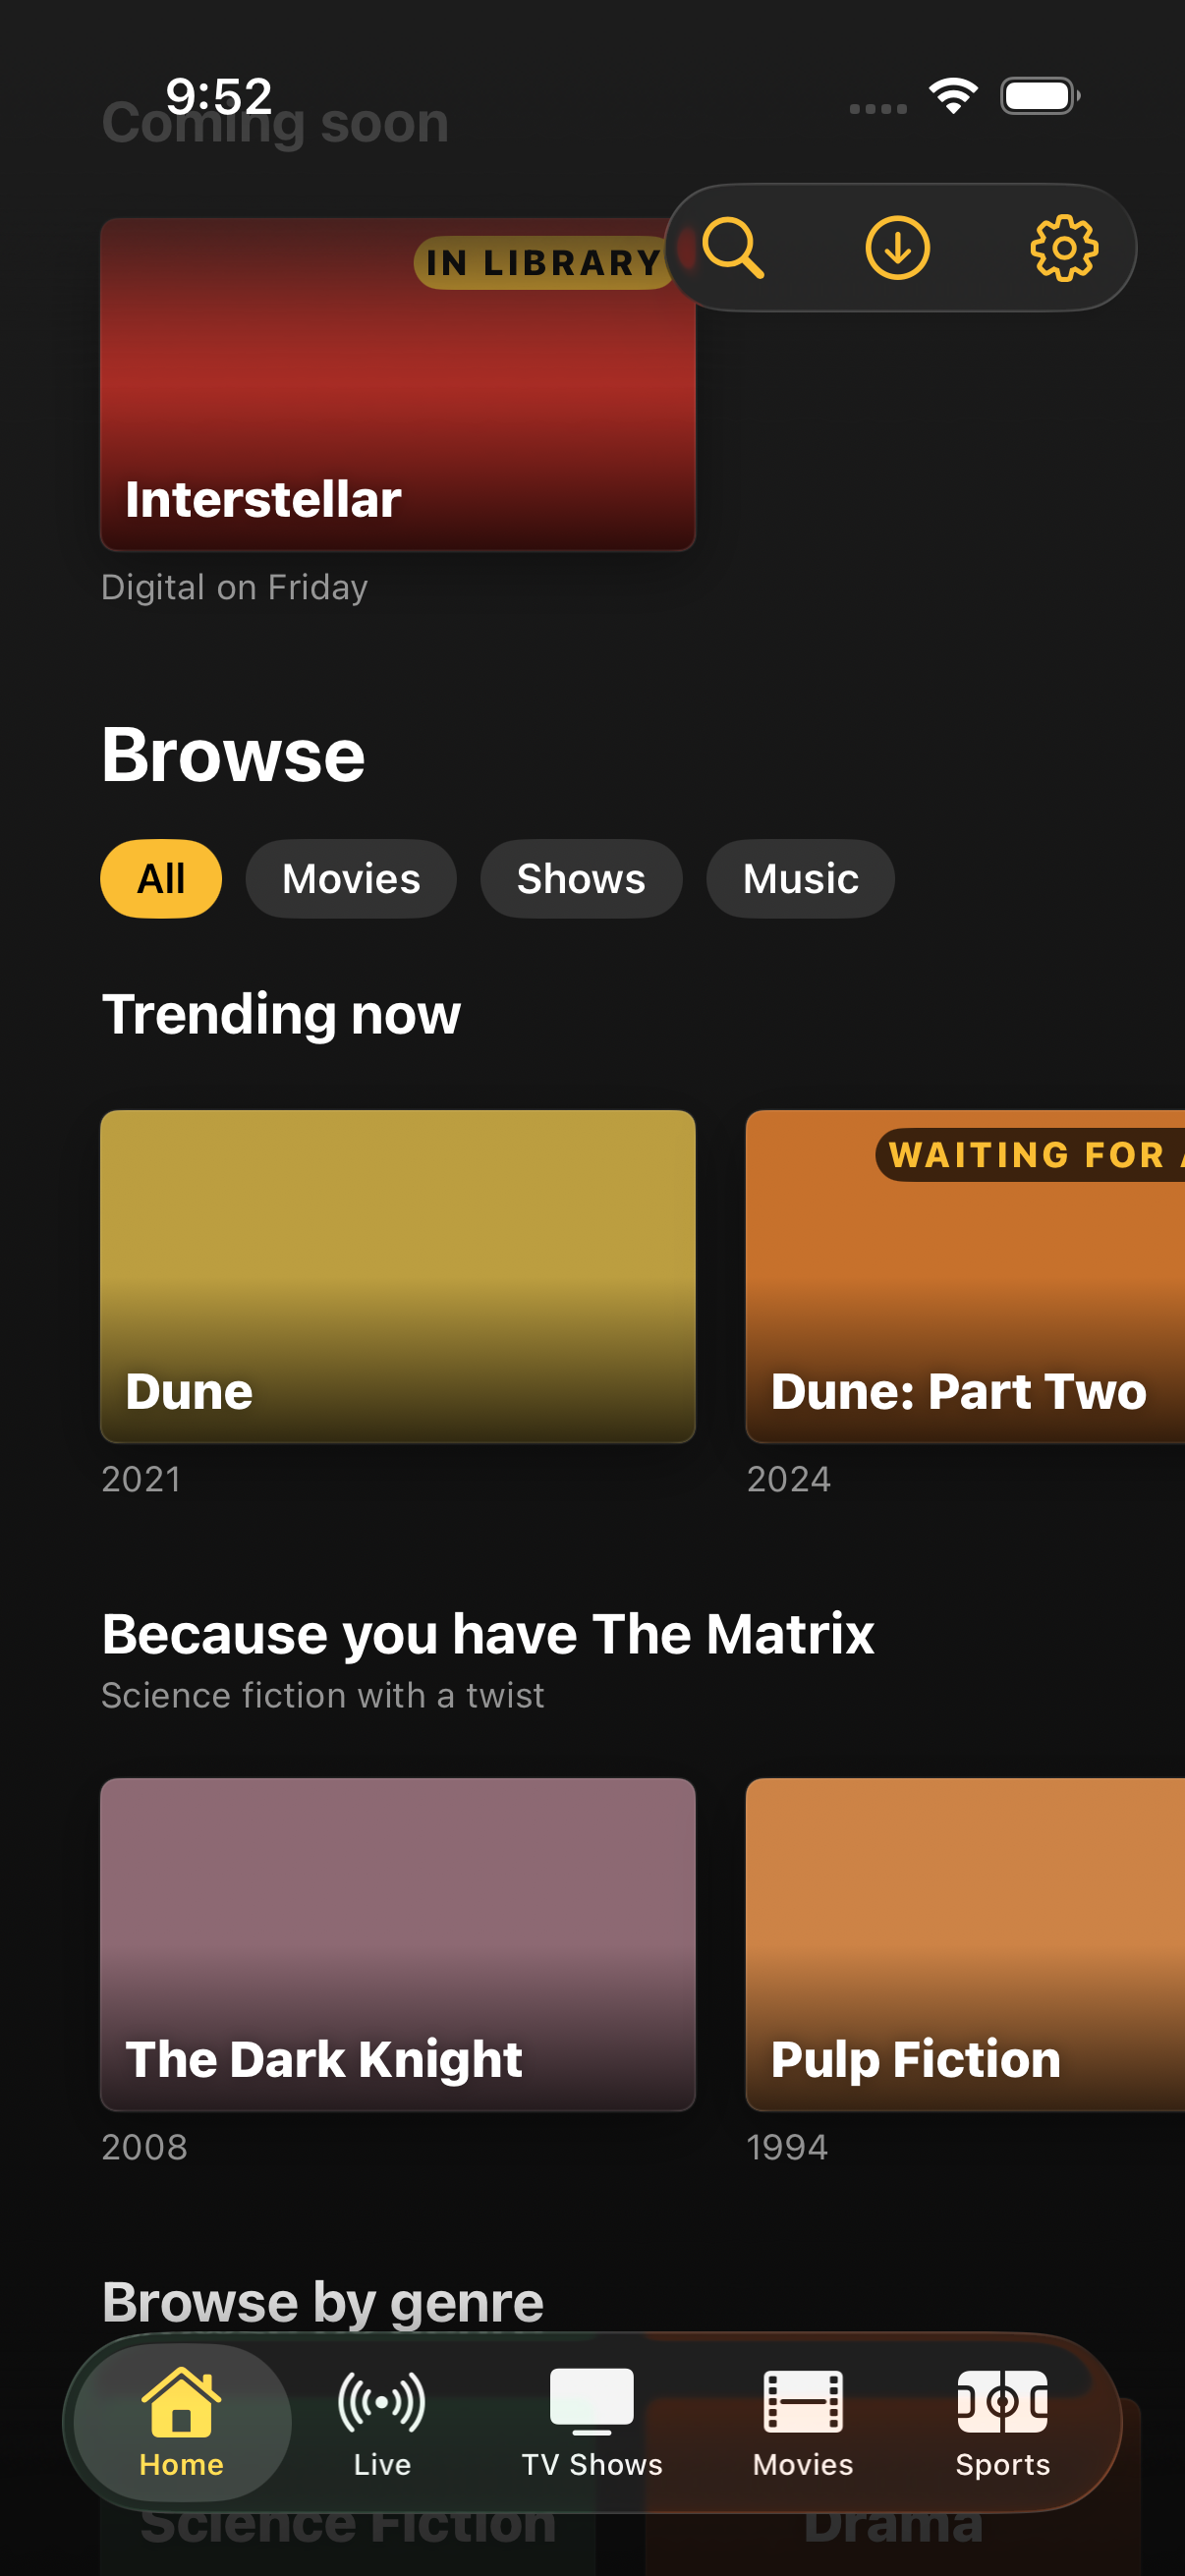 9:52
Coming soon
IN LIBRARY
Interstellar
Digital on Friday
Browse
All
Movies
Shows
Music
Trending now
WAITING FOR
Dune
Dune: Part Two
2021
2024
Because you have The Matrix
Science fiction with a twist
The Dark Knight
Pulp Fiction
2008
1994
Browse by genre
Home
Live
TV Shows
Movies
Sports
Science Fiction
Drama